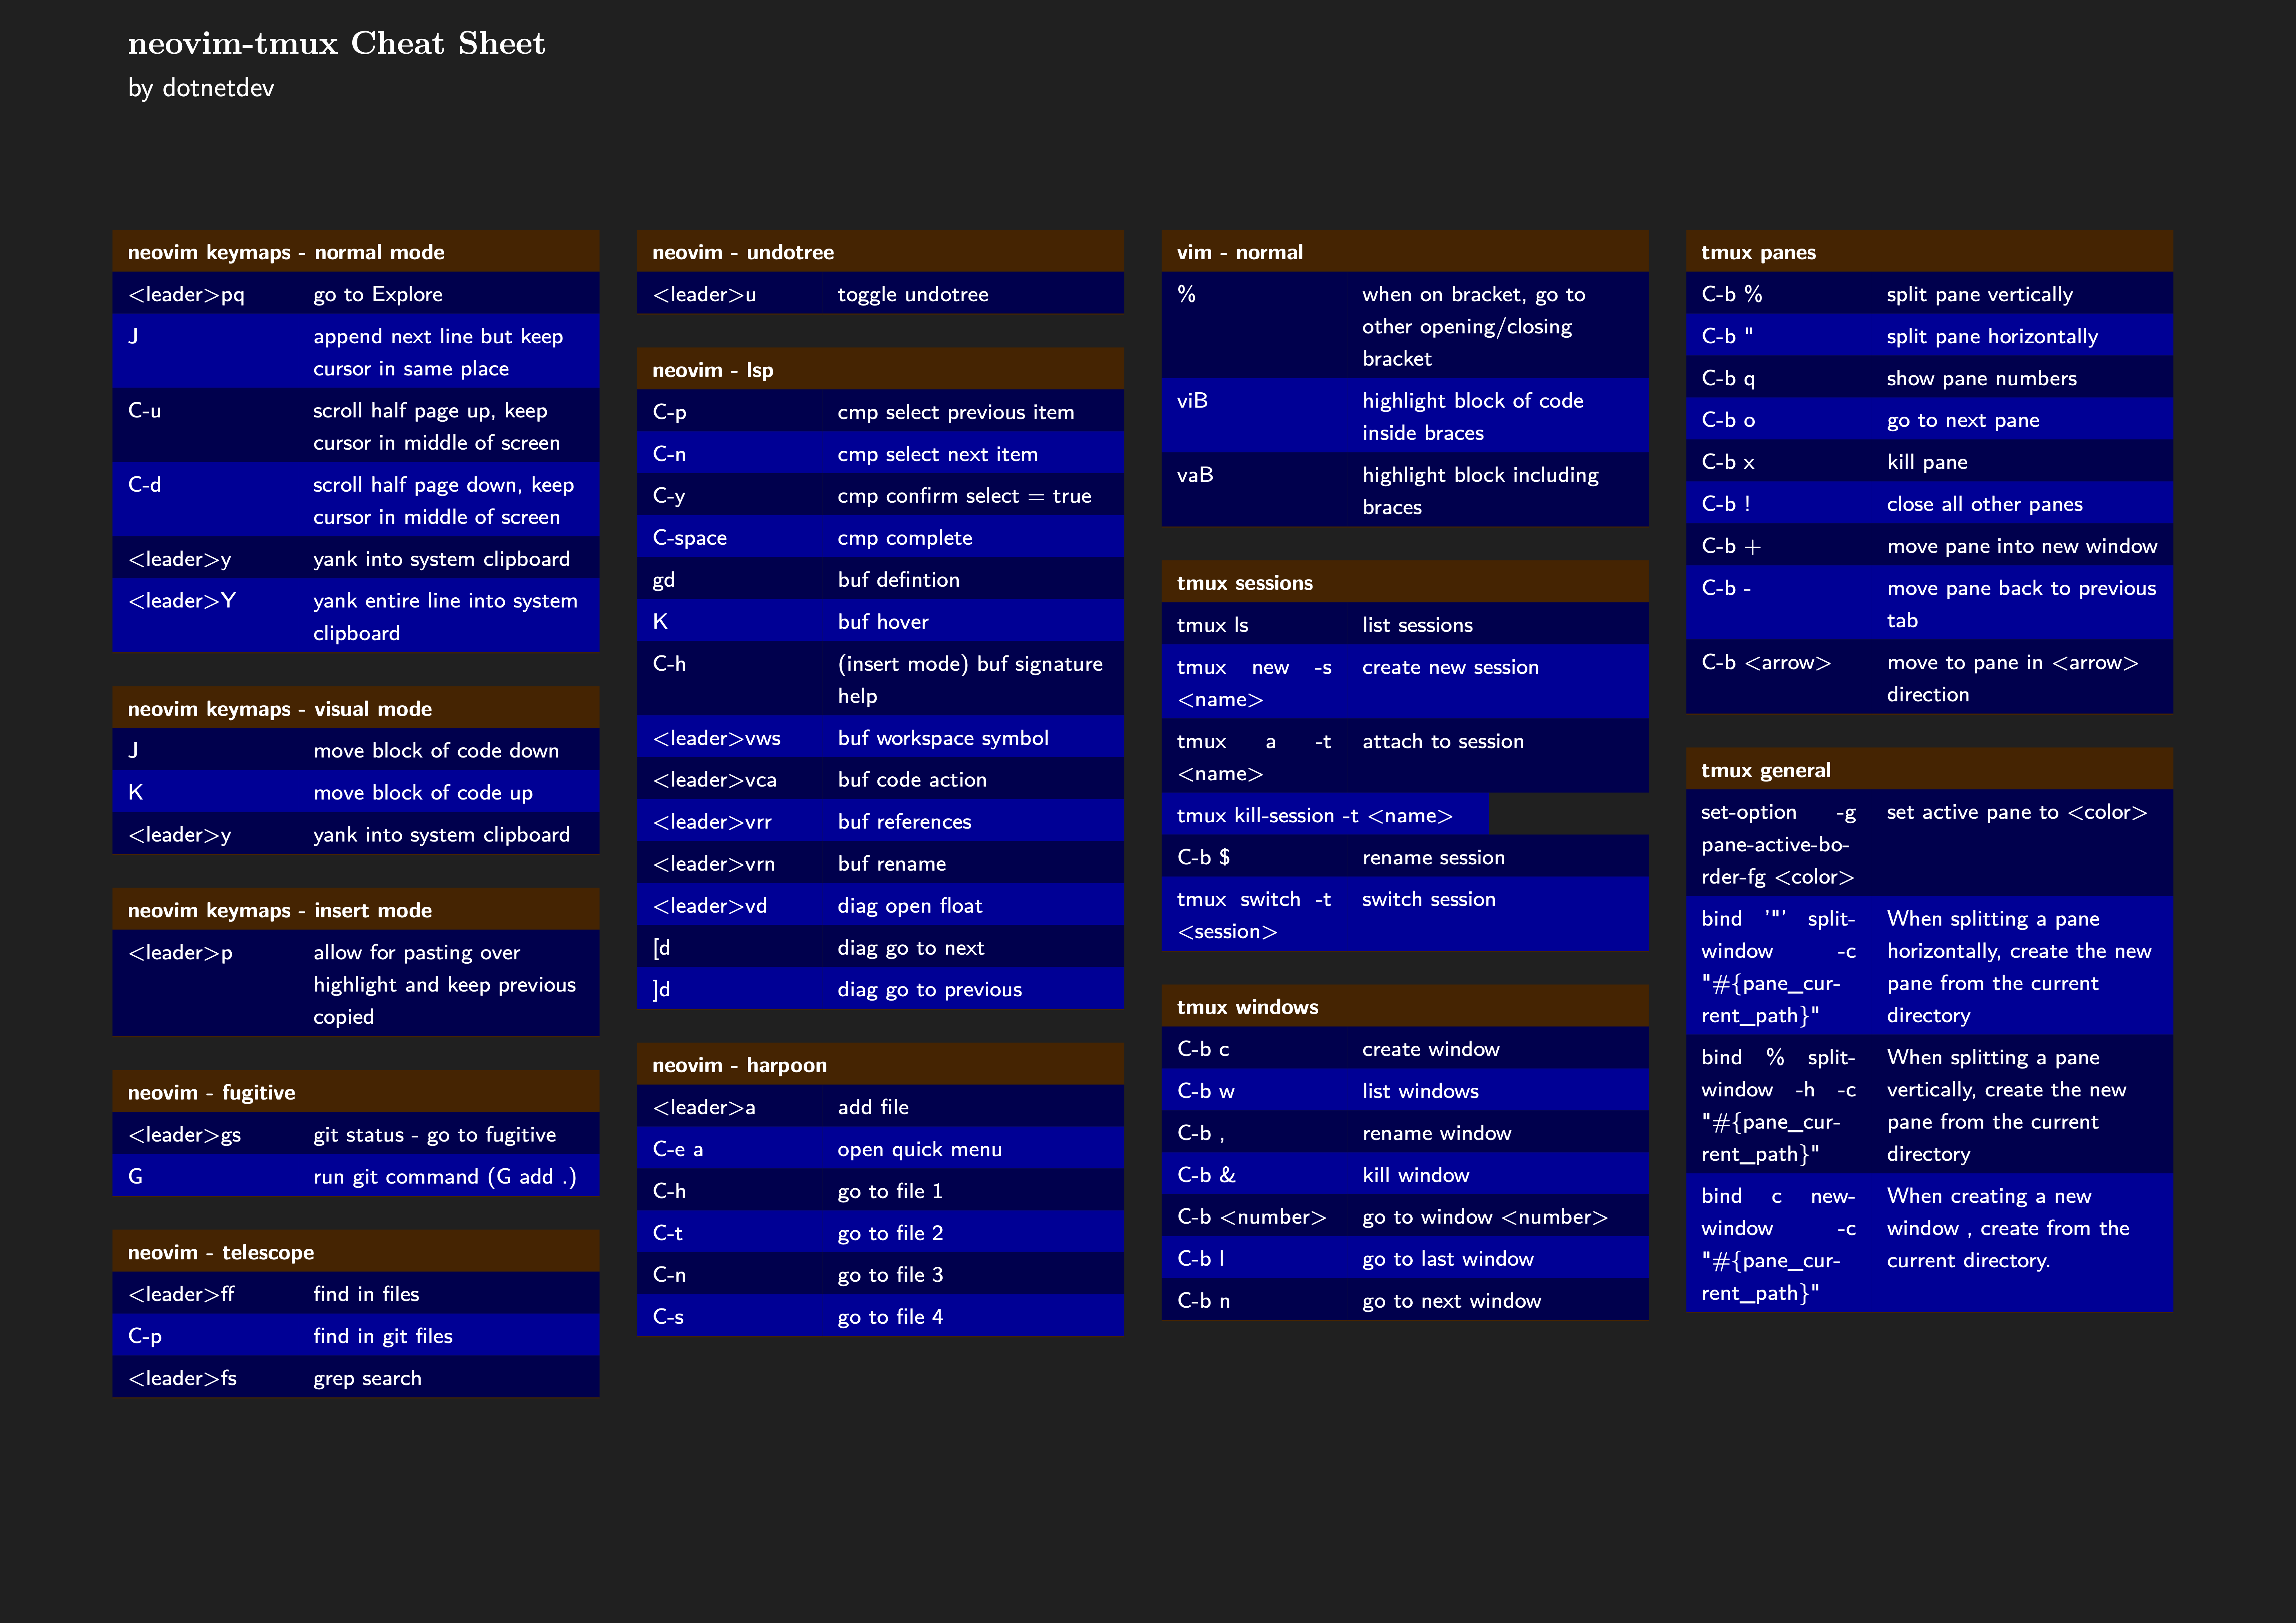 neovim-tmux Cheat Sheet
by dotnetdev
neovim keymaps - normal mode
<leader>pq go to Explore
J append next line but keep
cursor in same place
C-u scroll half page up, keep
cursor in middle of screen
C-d scroll half page down, keep
cursor in middle of screen
<leader>y yank into system clipboard
<leader>Y yank entire line into system
clipboard
neovim keymaps - visual mode
J move block of code down
K move block of code up
<leader>y yank into system clipboard
neovim keymaps - insert mode
<leader>p allow for pasting over
highlight and keep previous
copied
neovim - fugitive
<leader>gs git status - go to fugitive
G run git command (G add .)
neovim - telescope
<leader>ff find in files
C-p find in git files
<leader>fs grep search
neovim - undotree
<leader>u toggle undotree
neovim - lsp
C-p cmp select previous item
C-n cmp select next item
C-y cmp confirm select = true
C-space cmp complete
gd buf defintion
K buf hover
C-h (insert mode) buf signature
help
<leader>vws buf workspace symbol
<leader>vca buf code action
<leader>vrr buf references
<leader>vrn buf rename
<leader>vd diag open float
[d diag go to next
]d diag go to previous
neovim - harpoon
<leader>a add file
C-e a open quick menu
C-h go to file 1
C-t go to file 2
C-n go to file 3
C-s go to file 4
vim - normal
% when on bracket, go to
other opening/closing
bracket
viB highlight block of code
inside braces
vaB highlight block including
braces
tmux sessions
tmux ls list sessions
tmux new -s create new session
<name>
tmux a -t attach to session
<name>
tmux kill-session -t <name>
C-b $ rename session
tmux switch -t switch session
<session>
tmux windows
C-b c create window
C-b w list windows
C-b , rename window
C-b & kill window
C-b <number> go to window <number>
C-b l go to last window
C-b n go to next window
tmux panes
C-b % split pane vertically
C-b " split pane horizontally
C-b q show pane numbers
C-b o go to next pane
C-b x kill pane
C-b ! close all other panes
C-b + move pane into new window
C-b - move pane back to previous
tab
C-b <arrow> move to pane in <arrow>
direction
tmux general
set-option -g set active pane to <color>
pane-active-bo-
rder-fg <color>
bind '"' split- When splitting a pane
window -c horizontally, create the new
"#{pane_cur- pane from the current
rent_path}" directory
bind % split- When splitting a pane
window -h -c vertically, create the new
"#{pane_cur- pane from the current
rent_path}" directory
bind c new- When creating a new
window -c window , create from the
"#{pane_cur- current directory.
rent_path}"